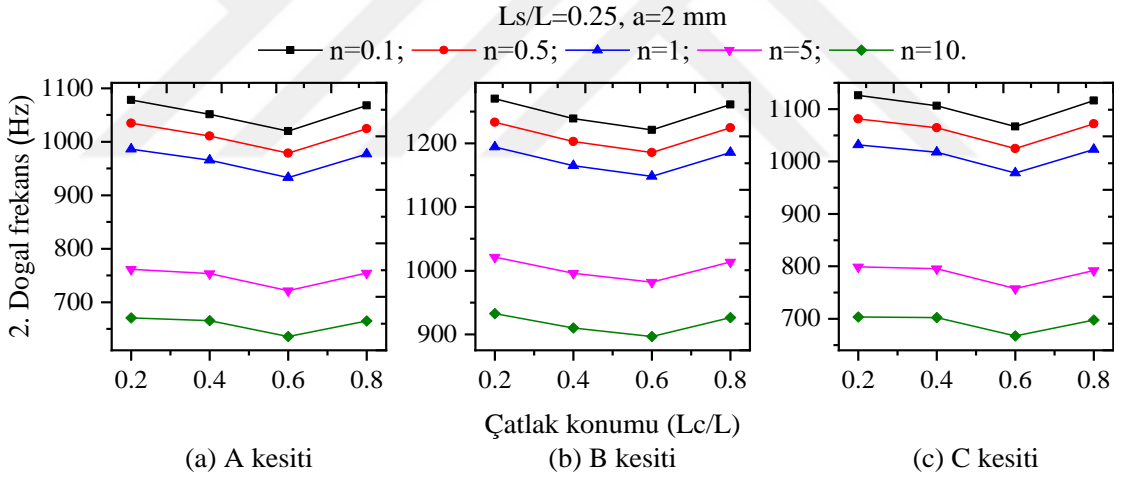 Ls/L=0.25, a=2 mm
n=0.1; n=0.5; n=1; n=5; n=10.
2. Dogal frekans (Hz)
1100
1000
900
800
700
0.2 0.4 0.6 0.8
1200
1100
1000
900
0.2 0.4 0.6 0.8
1100
1000
900
800
700
0.2 0.4 0.6 0.8
Çatlak konumu (Lc/L)
(a) A kesiti (b) B kesiti (c) C kesiti